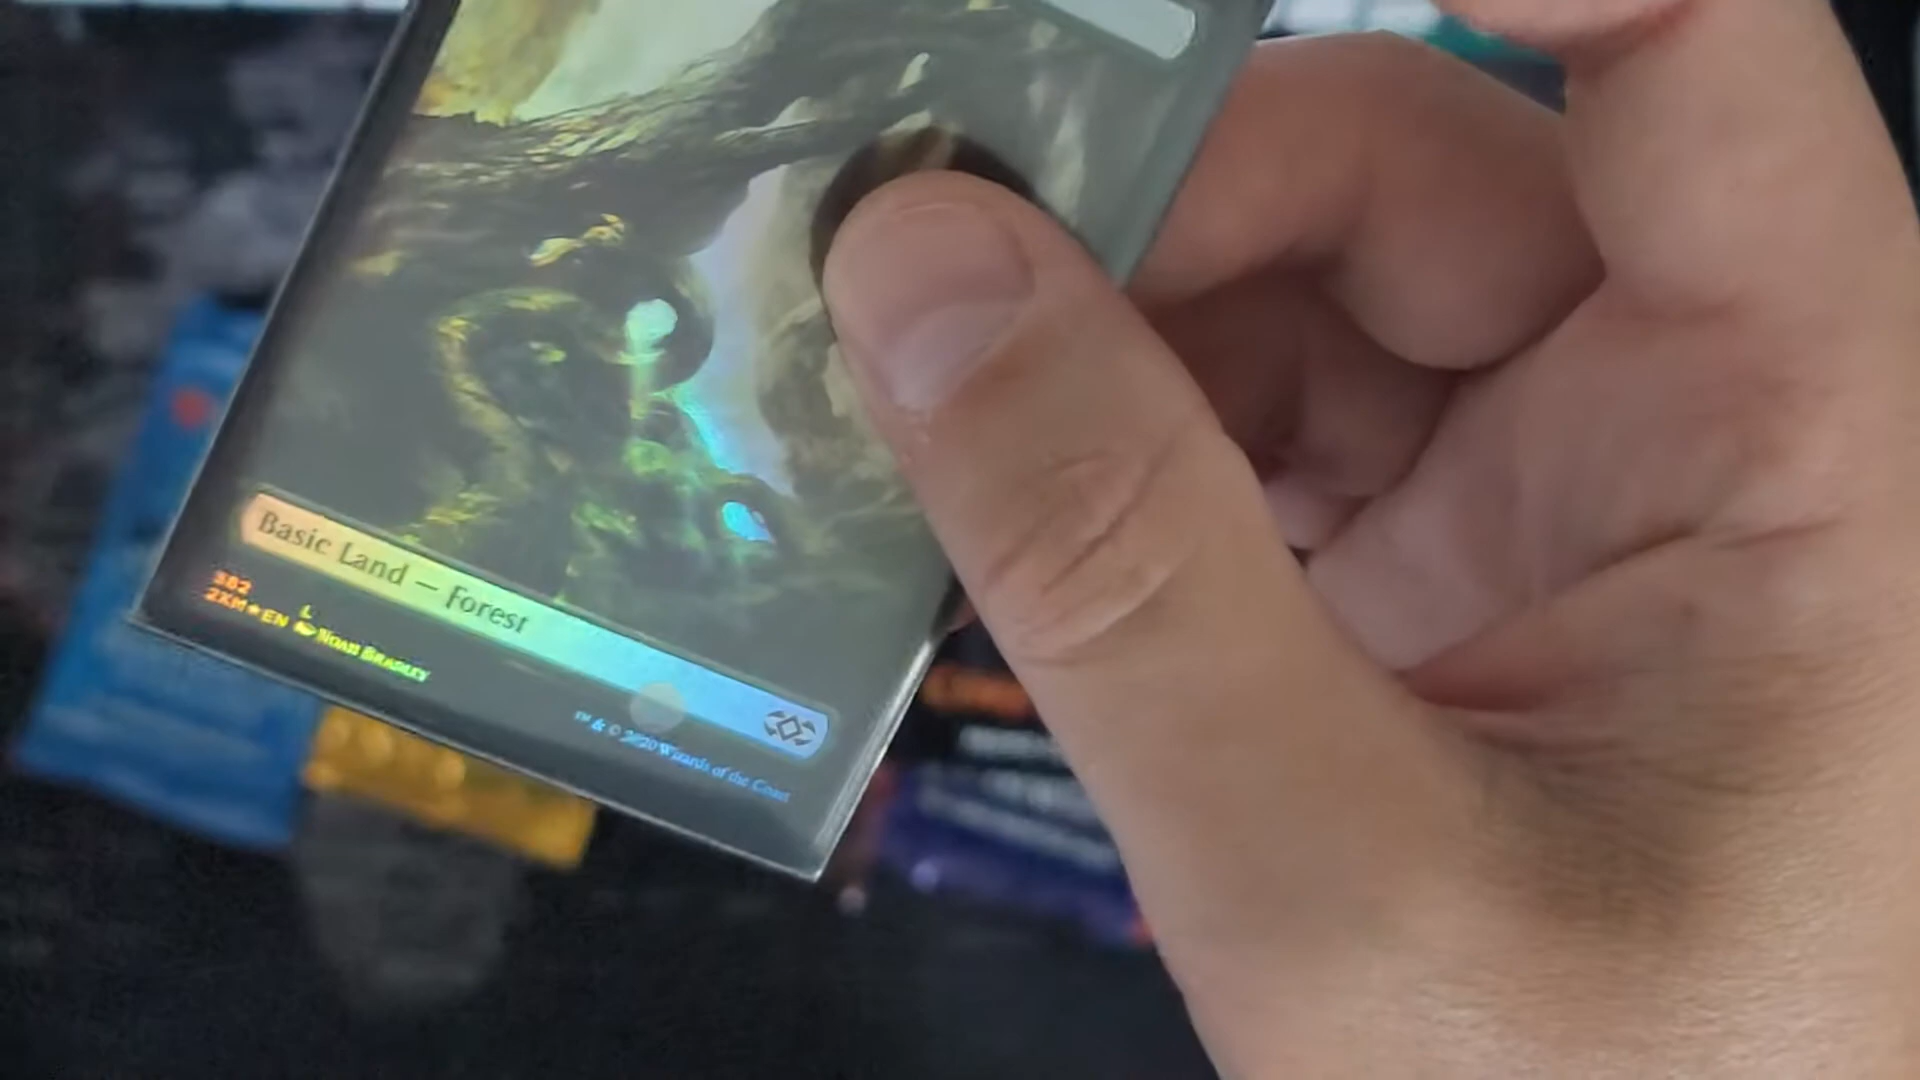 Basic Land — Forest
382 L
2XM★EN NOAH BRADLEY
™ & © 2020 Wizards of the Coast